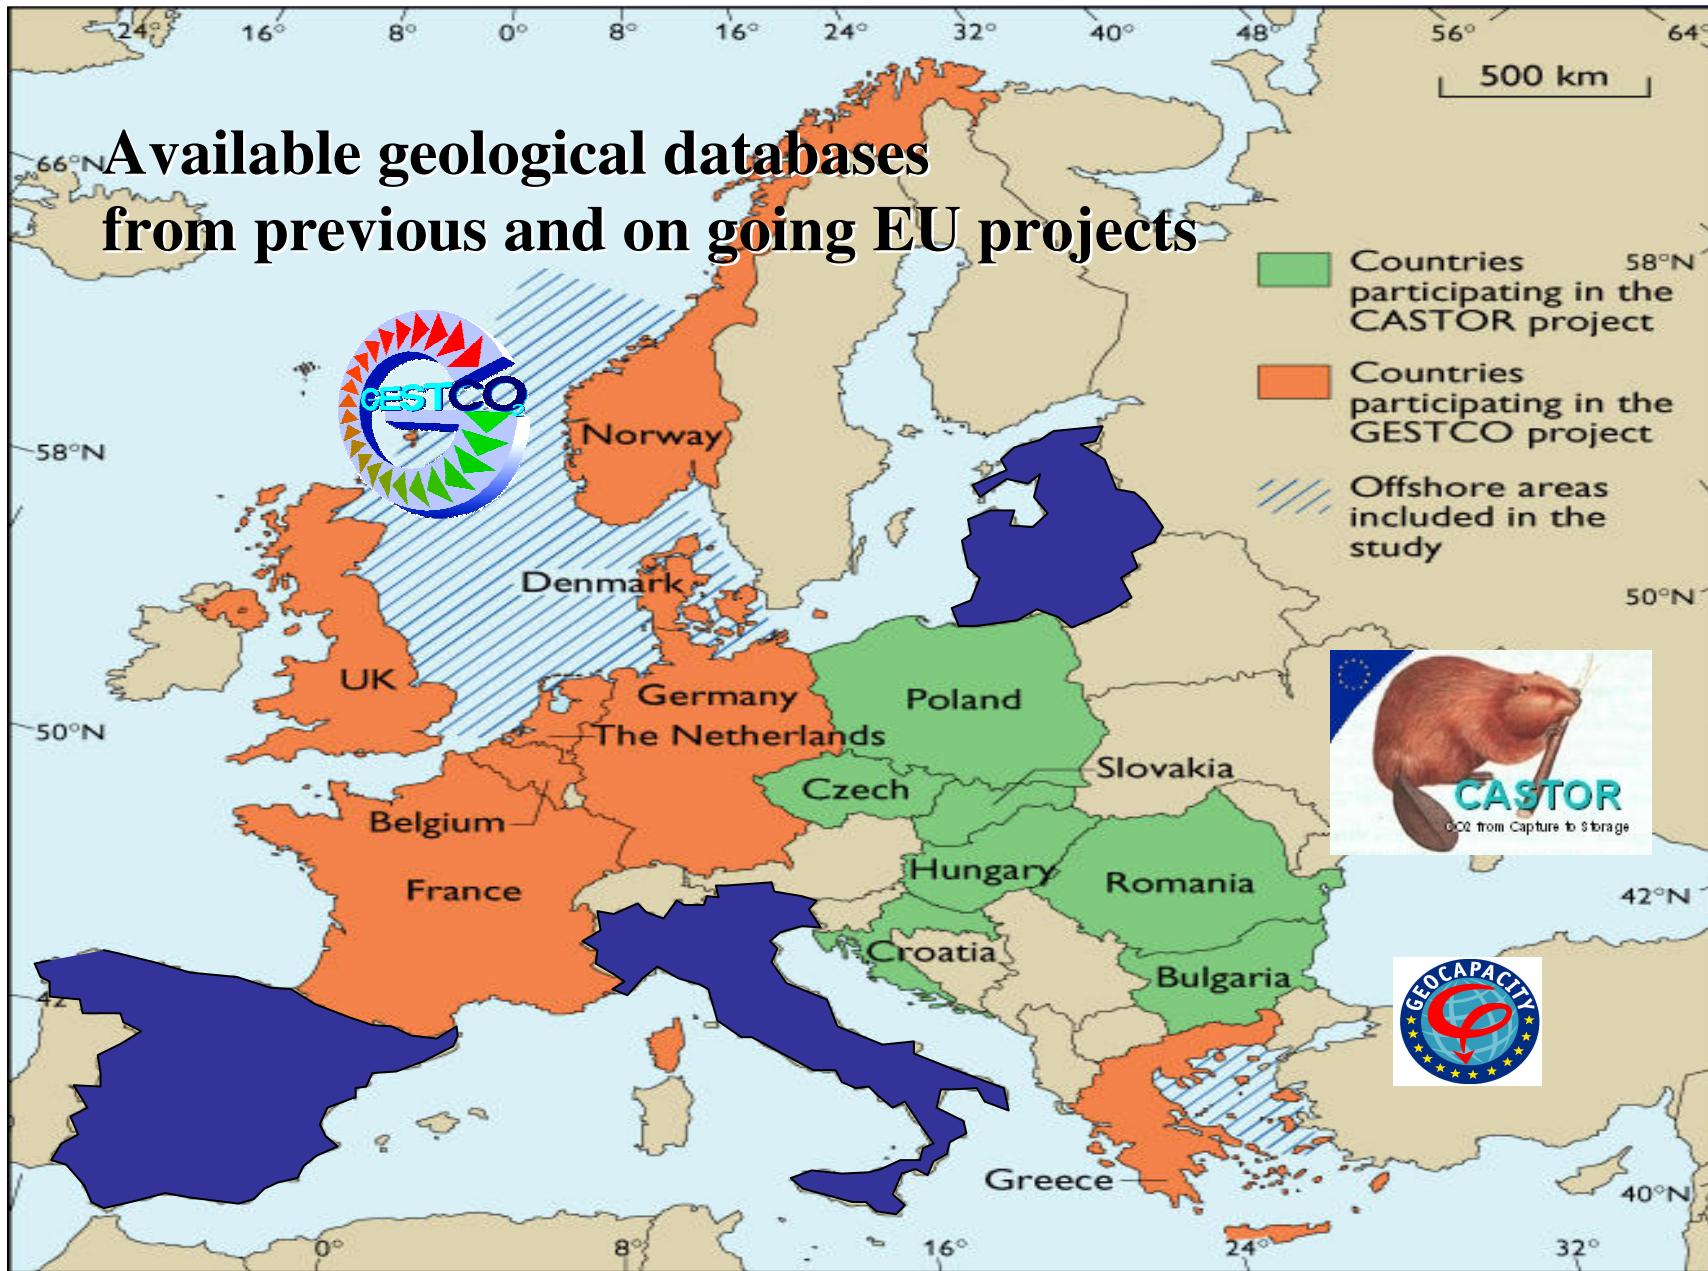 24° 16° 8° 0° 8° 16° 24° 32° 40° 48° 56° 64°
500 km
66°N
Available geological databases
from previous and on going EU projects
Countries
participating in the
CASTOR project
58°N
Countries
participating in the
GESTCO project
Offshore areas
included in the
study
GESTCO2
58°N
Norway
Denmark
50°N
UK
Germany
Poland
50°N
The Netherlands
Slovakia
Czech
Belgium
CASTOR
CO2 from Capture to Storage
Hungary
Romania
France
42°N
Croatia
Bulgaria
GEOCAPACITY
42°
Greece
40°N
0° 8° 16° 24° 32°